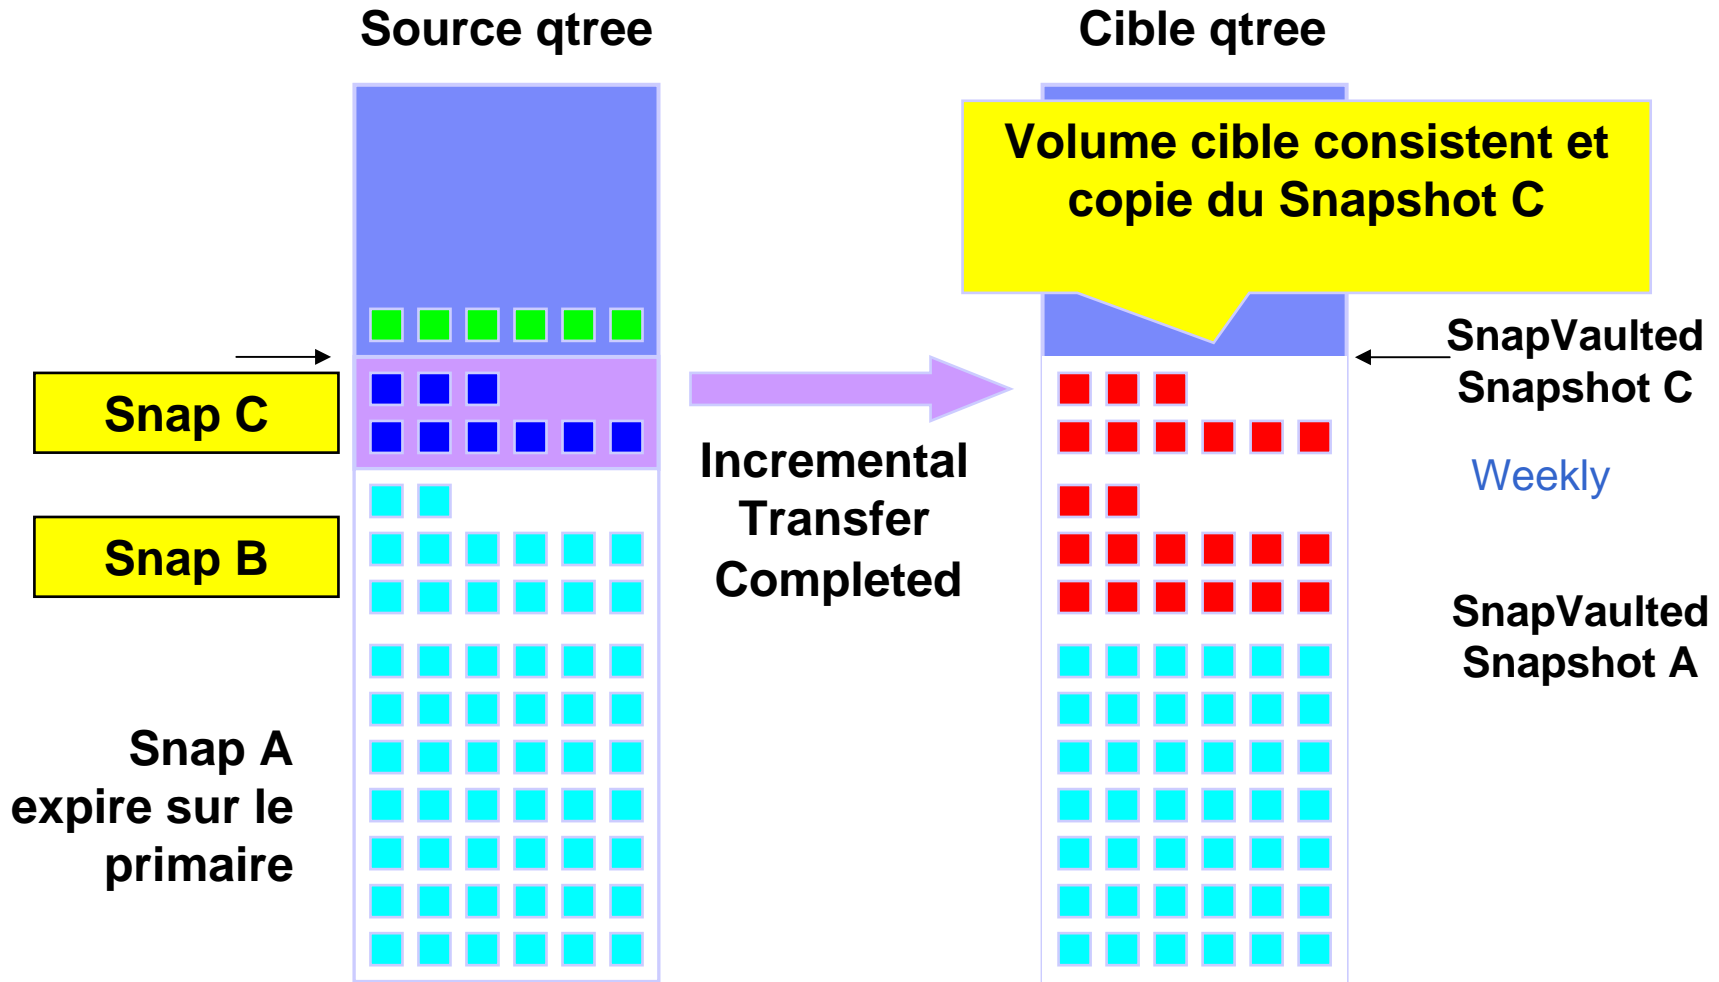 Source qtree
Cible qtree
Volume cible consistent et
copie du Snapshot C
SnapVaulted
Snapshot C
Snap C
Incremental
Transfer
Completed
Weekly
Snap B
SnapVaulted
Snapshot A
Snap A
expire sur le
primaire